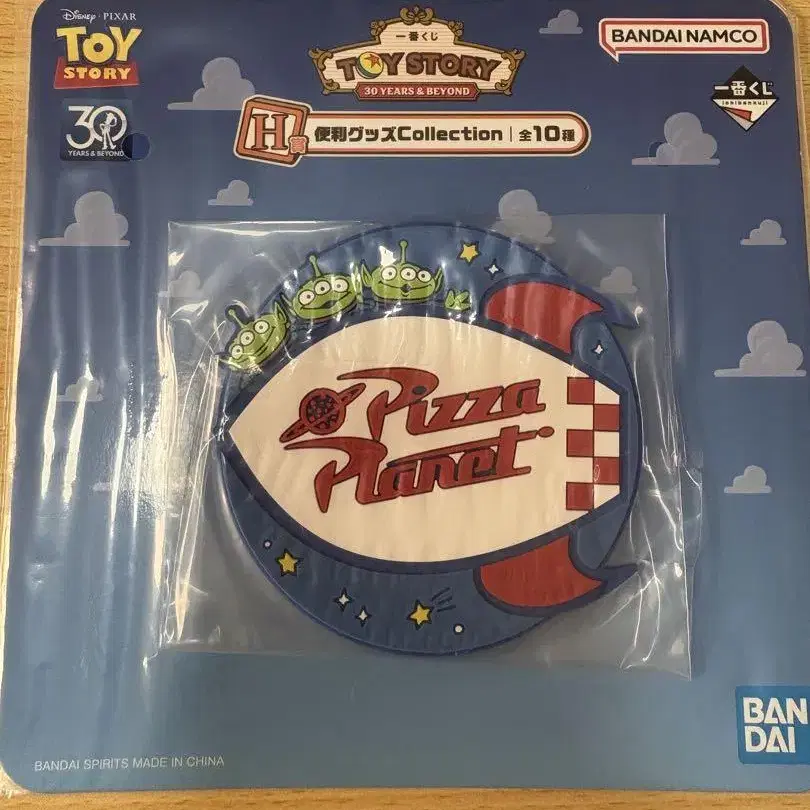 Disney · PIXAR
TOY
STORY
30
YEARS & BEYOND
一番くじ
TOY STORY
30 YEARS & BEYOND
BANDAI NAMCO
一番くじ
ichibankuji
H賞 便利グッズCollection 全10種
Pizza
Planet
BANDAI SPIRITS MADE IN CHINA
BAN
DAI